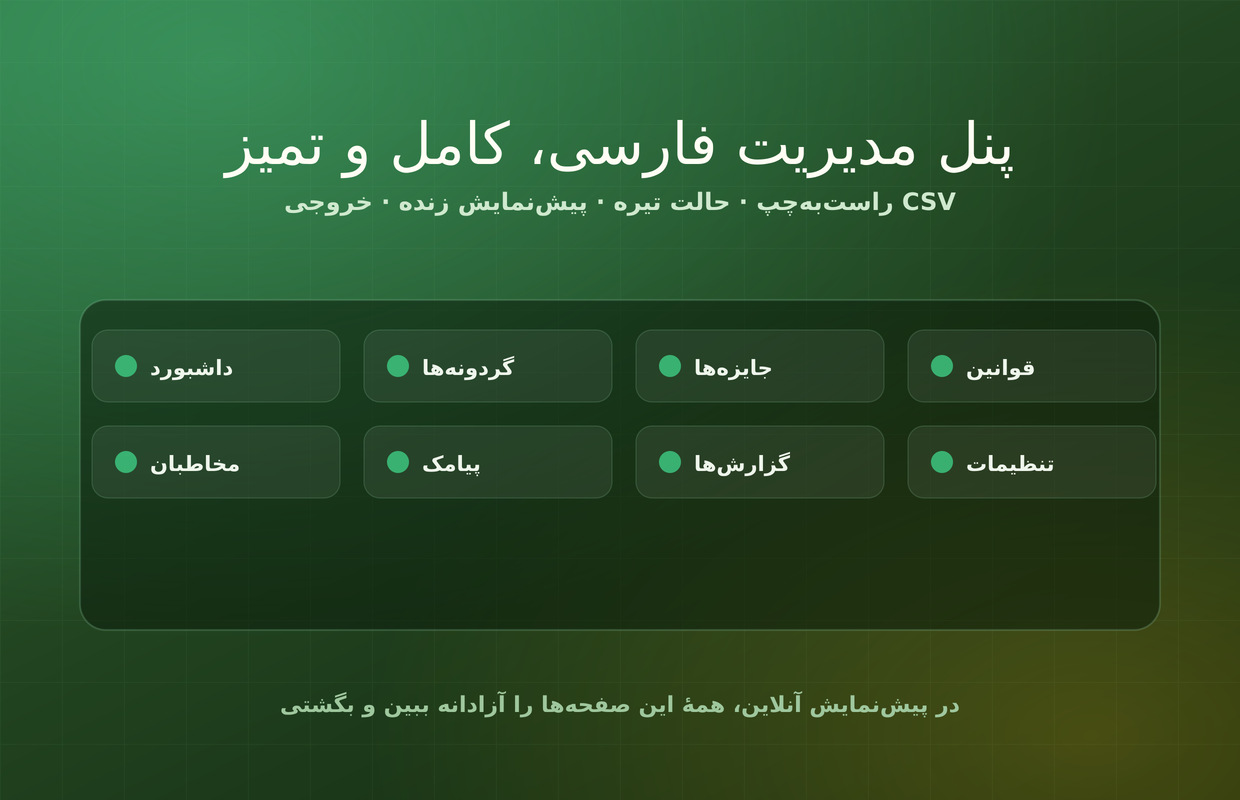 پنل مدیریت فارسی، کامل و تمیز
CSV راست‌به‌چپ · حالت تیره · پیش‌نمایش زنده · خروجی
قوانین
جایزه‌ها
گردونه‌ها
داشبورد
تنظیمات
گزارش‌ها
پیامک
مخاطبان
در پیش‌نمایش آنلاین، همهٔ این صفحه‌ها را آزادانه ببین و بگشتی